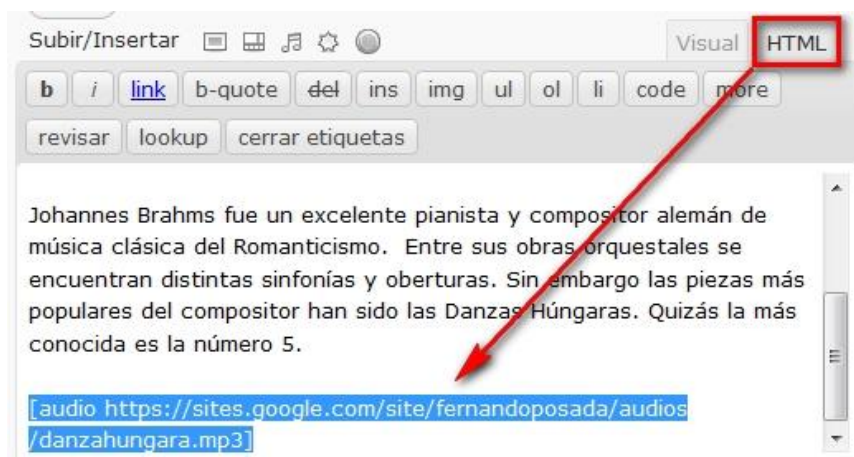 Subir/Insertar
Visual HTML
b i link b-quote del ins img ul ol li code more
revisar lookup cerrar etiquetas
Johannes Brahms fue un excelente pianista y compositor alemán de
música clásica del Romanticismo. Entre sus obras orquestales se
encuentran distintas sinfonías y oberturas. Sin embargo las piezas más
populares del compositor han sido las Danzas Húngaras. Quizás la más
conocida es la número 5.
[audio https://sites.google.com/site/fernandoposada/audios
/danzahungara.mp3]